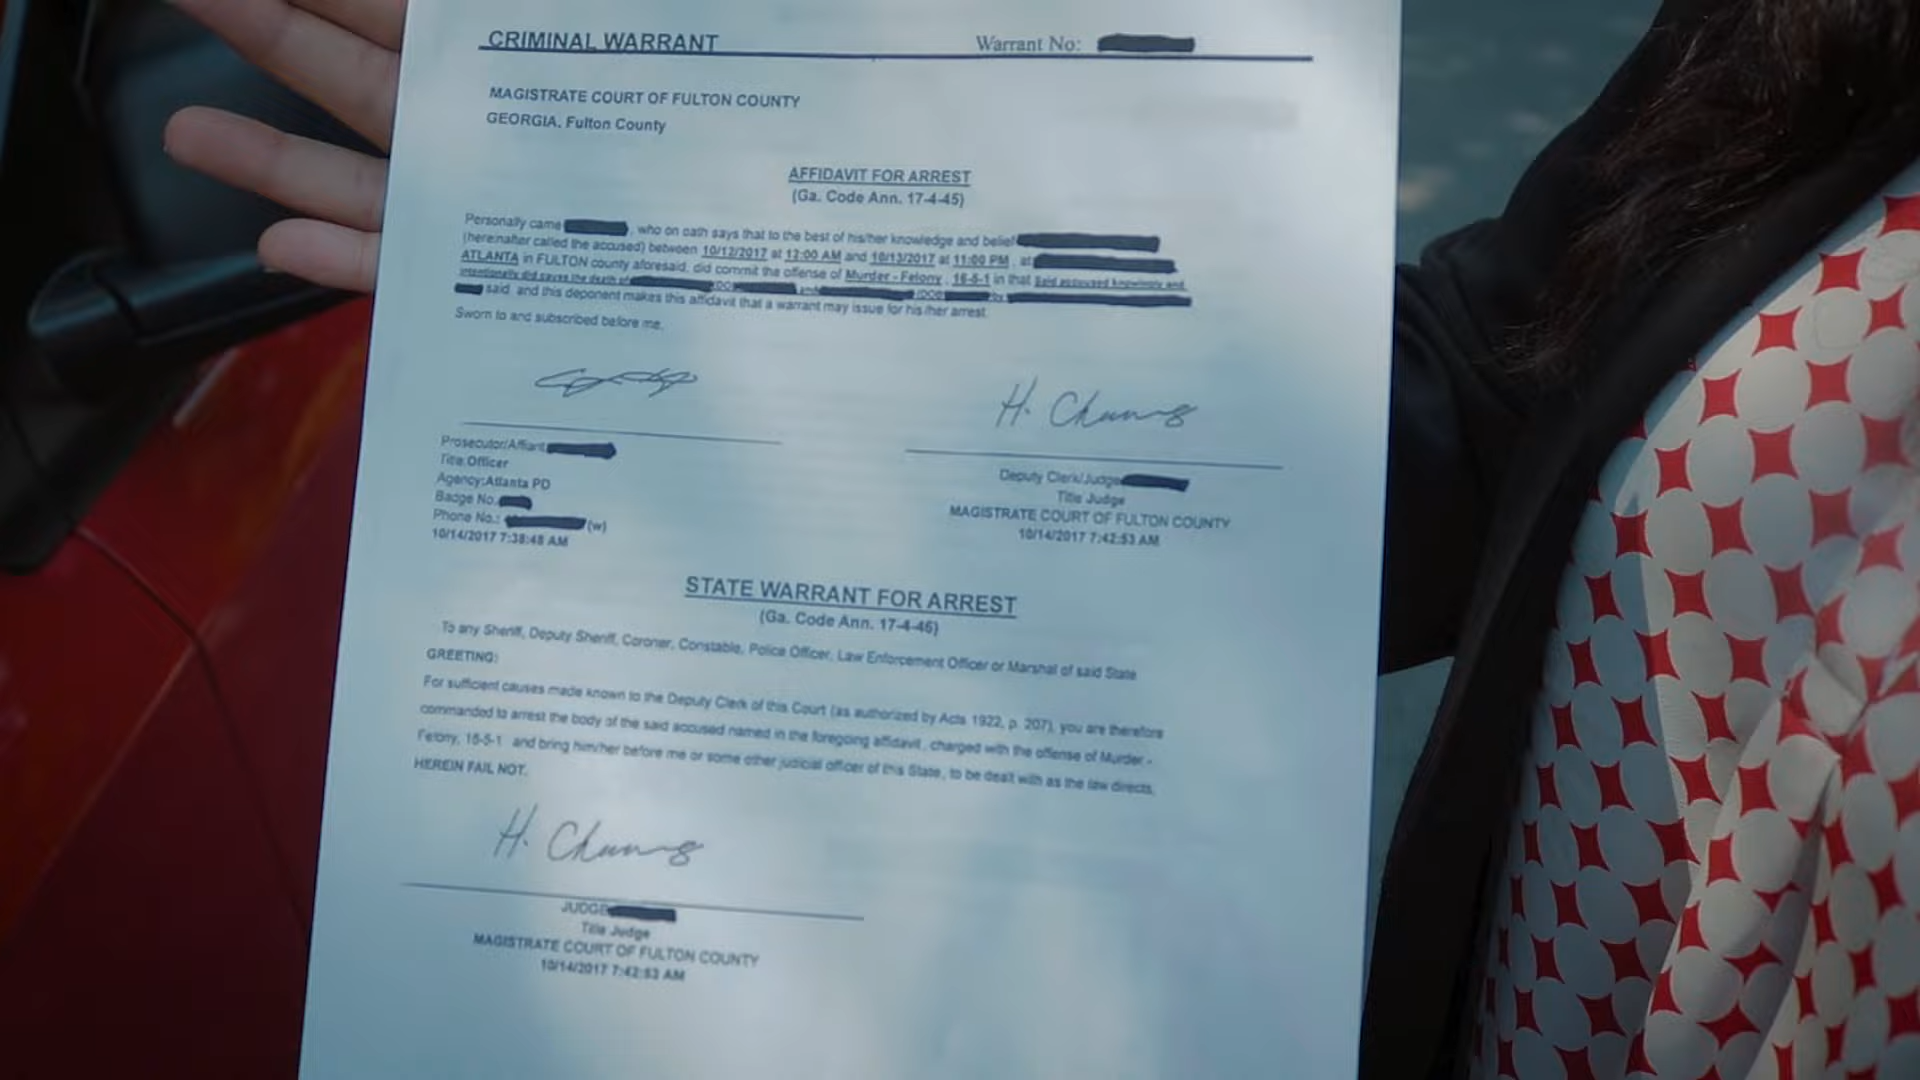 CRIMINAL WARRANT Warrant No:
MAGISTRATE COURT OF FULTON COUNTY
GEORGIA, Fulton County
AFFIDAVIT FOR ARREST
(Ga. Code Ann. 17-4-45)
Personally came , who on oath says that to the best of his/her knowledge and belief
(hereinafter called the accused) between 10/12/2017 at 12:00 AM and 10/13/2017 at 11:00 PM , at
ATLANTA in FULTON county aforesaid, did commit the offense of Murder - Felony , 16-5-1 in that Said accused knowingly and
intentionally did cause the death of and by
said, and this deponent makes this affidavit that a warrant may issue for his/her arrest.
Sworn to and subscribed before me,
H. Chung
Prosecutor/Affiant
Title:Officer
Agency:Atlanta PD
Badge No.
Phone No.: (w)
10/14/2017 7:38:48 AM
Deputy Clerk/Judge
Title Judge
MAGISTRATE COURT OF FULTON COUNTY
10/14/2017 7:42:53 AM
STATE WARRANT FOR ARREST
(Ga. Code Ann. 17-4-46)
To any Sheriff, Deputy Sheriff, Coroner, Constable, Police Officer, Law Enforcement Officer or Marshal of said State
GREETING:
For sufficient causes made known to the Deputy Clerk of this Court (as authorized by Acts 1922, p. 207), you are therefore
commanded to arrest the body of the said accused named in the foregoing affidavit, charged with the offense of Murder -
Felony, 16-5-1 and bring him/her before me or some other judicial officer of this State, to be dealt with as the law directs.
HEREIN FAIL NOT.
H. Chung
JUDGE
Title Judge
MAGISTRATE COURT OF FULTON COUNTY
10/14/2017 7:42:53 AM